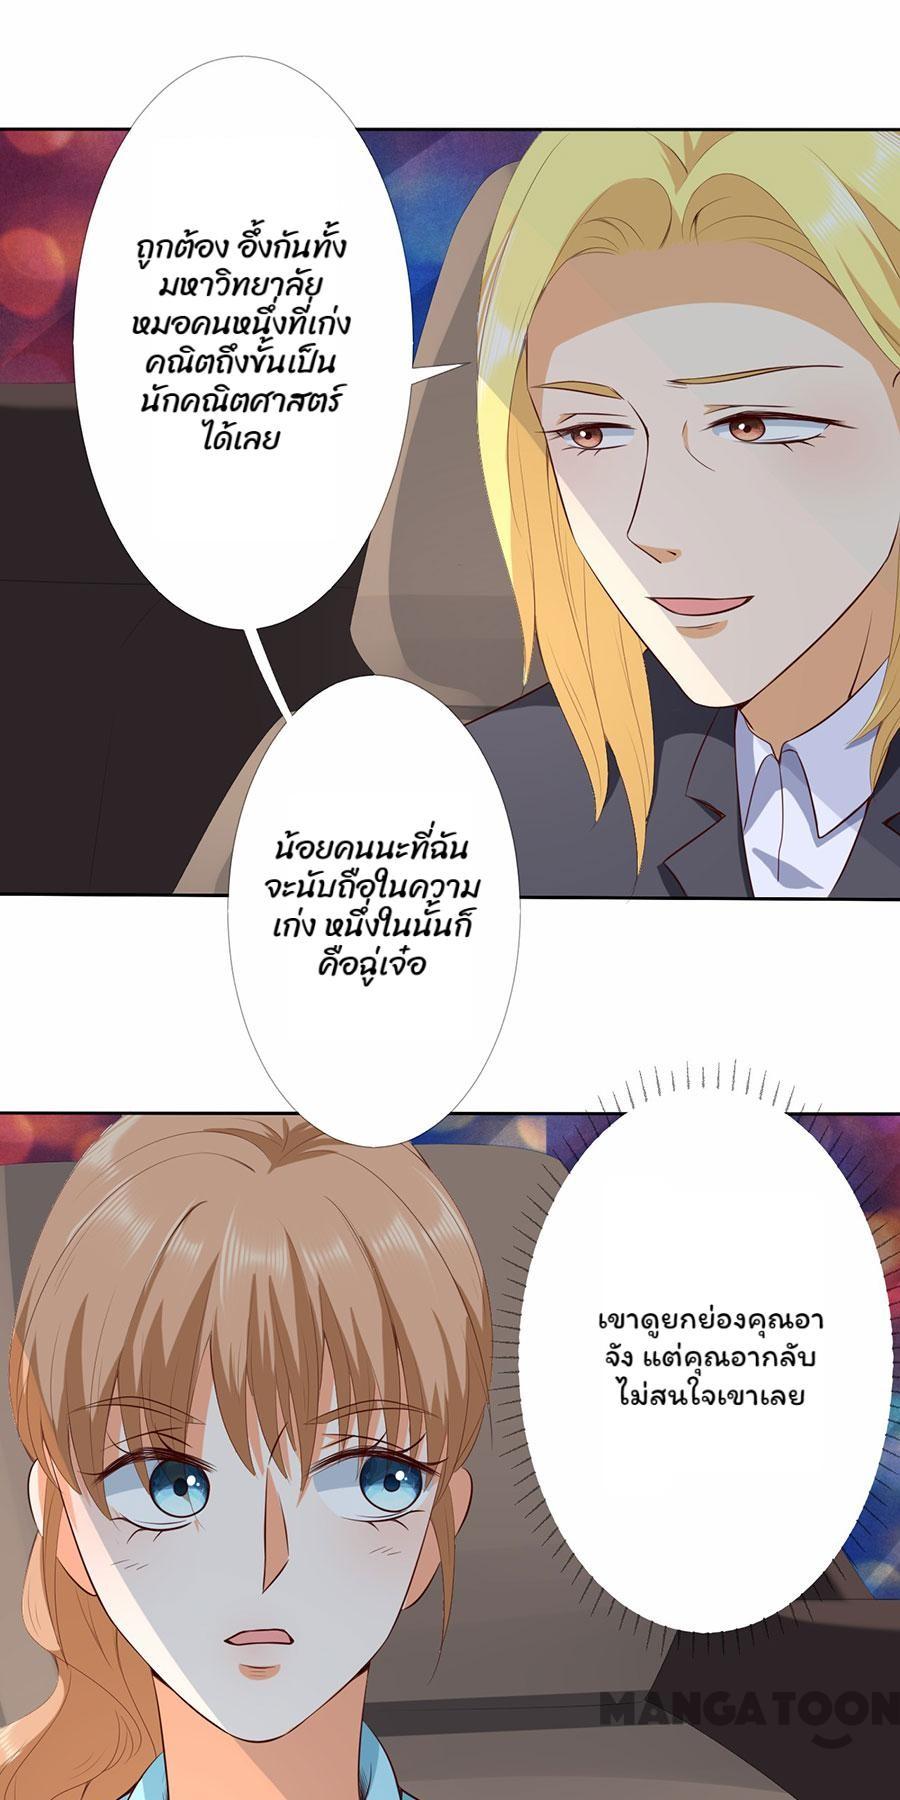 ถูกต้อง อึ้งกันทั้ง
มหาวิทยาลัย
หมอคนหนึ่งที่เก่ง
คณิตถึงขั้นเป็น
นักคณิตศาสตร์
ได้เลย
น้อยคนนะที่ฉัน
จะนับถือในความ
เก่ง หนึ่งในนั้นก็
คือฉู่เจ๋อ
เขาดูยกย่องคุณอา
จัง แต่คุณอากลับ
ไม่สนใจเขาเลย
MANGATOON